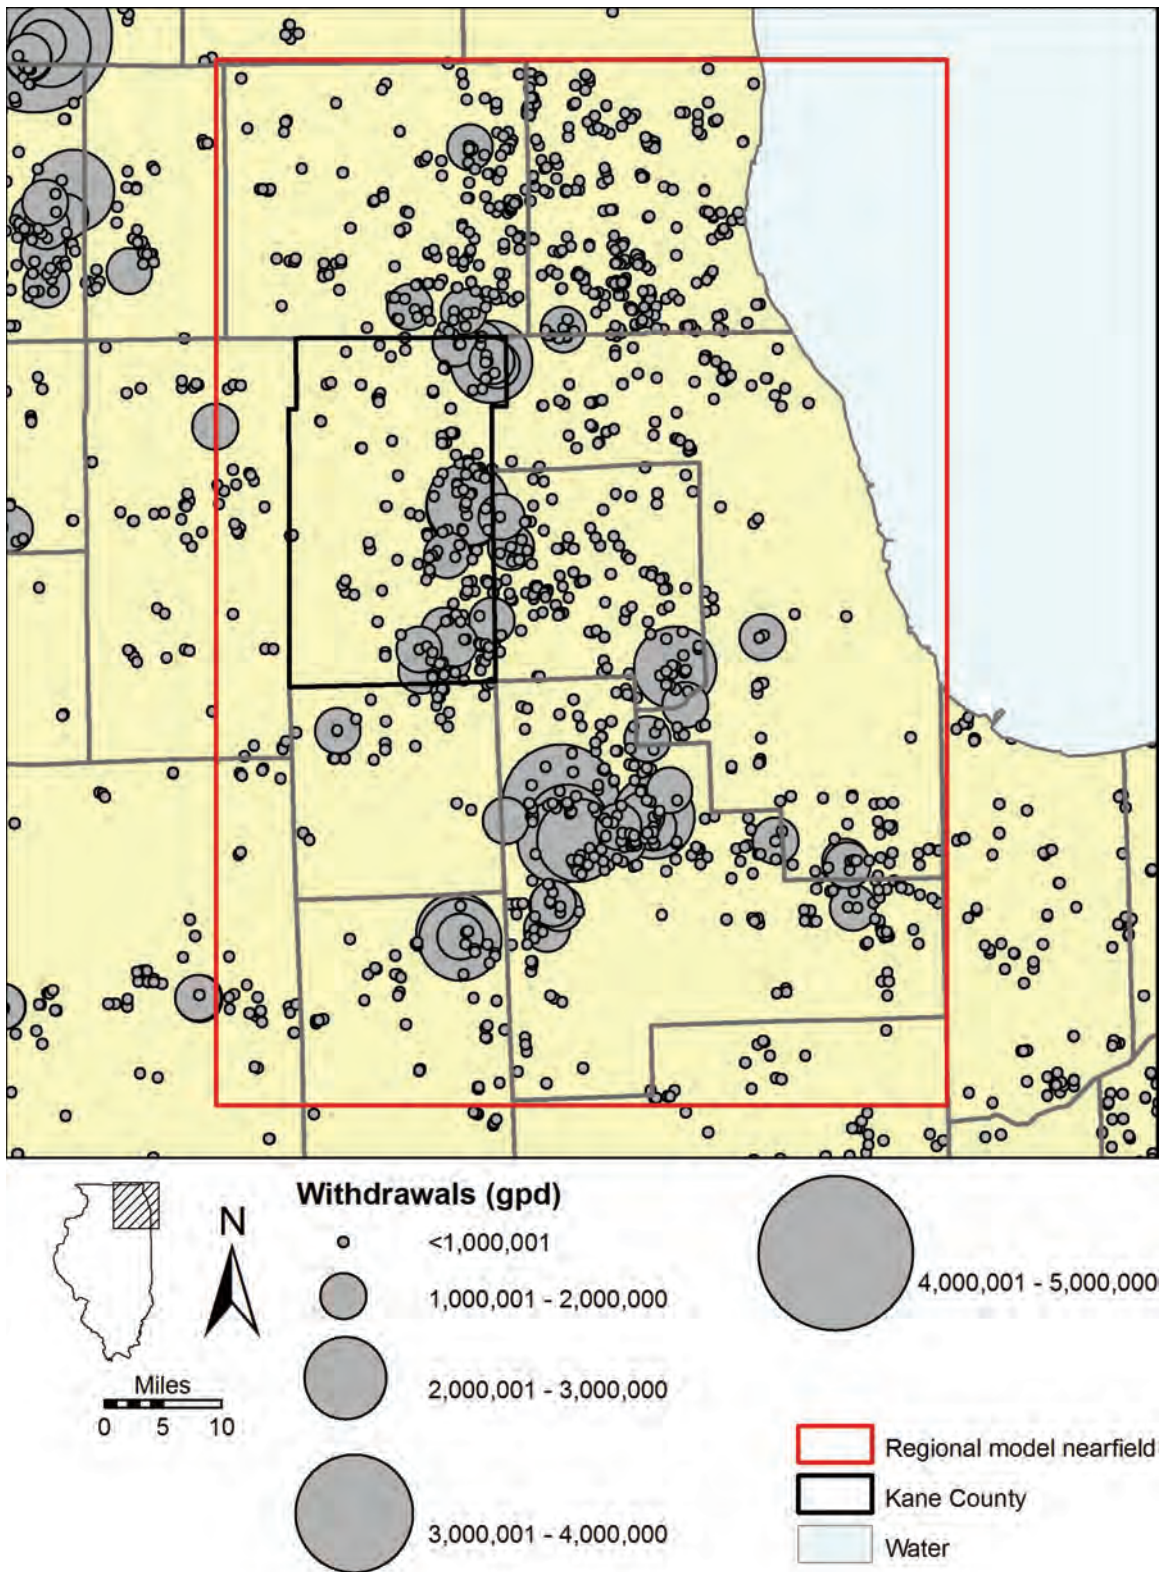 Withdrawals (gpd)
<1,000,001
1,000,001 - 2,000,000
2,000,001 - 3,000,000
3,000,001 - 4,000,000
4,000,001 - 5,000,000
N
Miles
0 5 10
Regional model nearfield
Kane County
Water